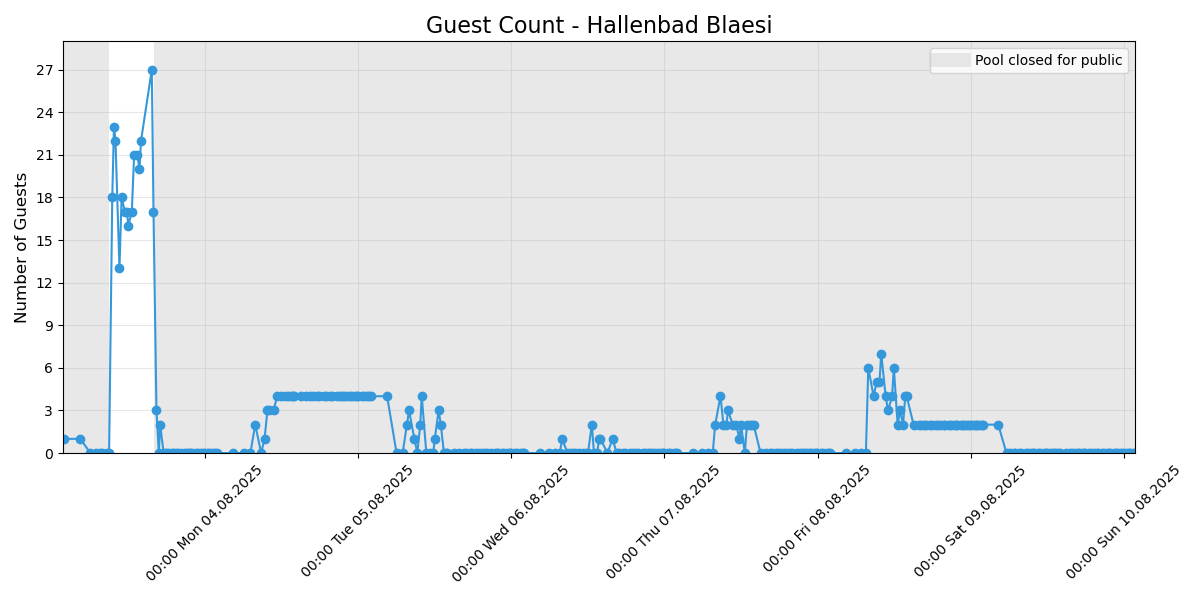 Guest Count - Hallenbad Blaesi
Pool closed for public
Number of Guests
27
24
21
18
15
12
9
6
3
0
00:00 Mon 04.08.2025
00:00 Tue 05.08.2025
00:00 Wed 06.08.2025
00:00 Thu 07.08.2025
00:00 Fri 08.08.2025
00:00 Sat 09.08.2025
00:00 Sun 10.08.2025